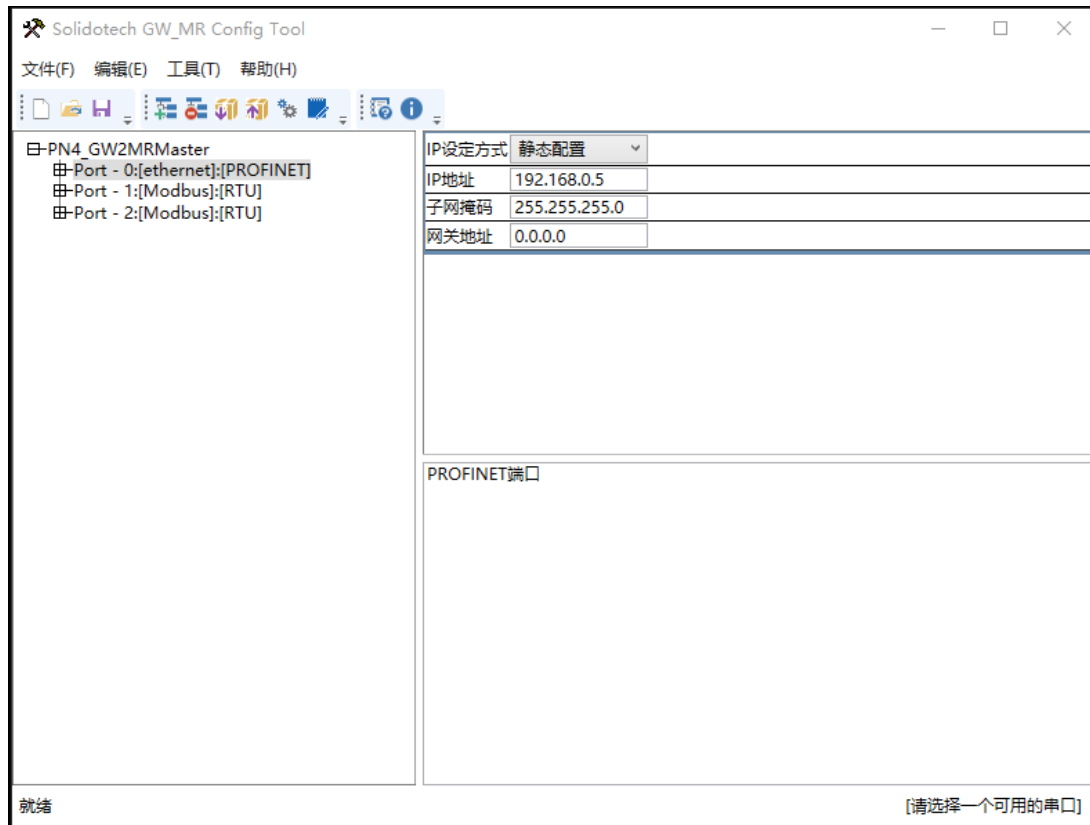 Solidotech GW_MR Config Tool
文件(F) 编辑(E) 工具(T) 帮助(H)
PN4_GW2MRMaster
Port - 0:[ethernet]:[PROFINET]
Port - 1:[Modbus]:[RTU]
Port - 2:[Modbus]:[RTU]
IP设定方式 静态配置
IP地址 192.168.0.5
子网掩码 255.255.255.0
网关地址 0.0.0.0
PROFINET端口
就绪
[请选择一个可用的串口]